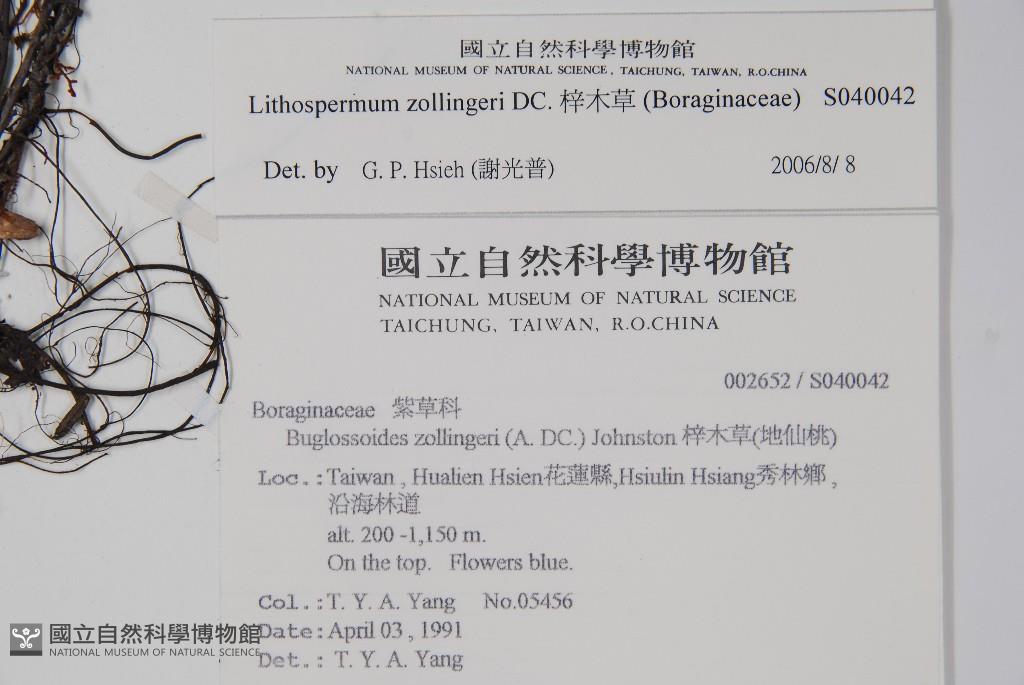 國立自然科學博物館
NATIONAL MUSEUM OF NATURAL SCIENCE, TAICHUNG, TAIWAN, R.O.CHINA
Lithospermum zollingeri DC. 梓木草 (Boraginaceae) S040042
Det. by G. P. Hsieh (謝光普) 2006/8/ 8
國立自然科學博物館
NATIONAL MUSEUM OF NATURAL SCIENCE
TAICHUNG, TAIWAN, R.O.CHINA
002652 / S040042
Boraginaceae 紫草科
Buglossoides zollingeri (A. DC.) Johnston 梓木草(地仙桃)
Loc.:Taiwan , Hualien Hsien花蓮縣,Hsiulin Hsiang秀林鄉 ,
沿海林道
alt. 200 -1,150 m.
On the top. Flowers blue.
Col.:T. Y. A. Yang No.05456
Date:April 03 , 1991
Det.: T. Y. A. Yang
國立自然科學博物館
NATIONAL MUSEUM OF NATURAL SCIENCE